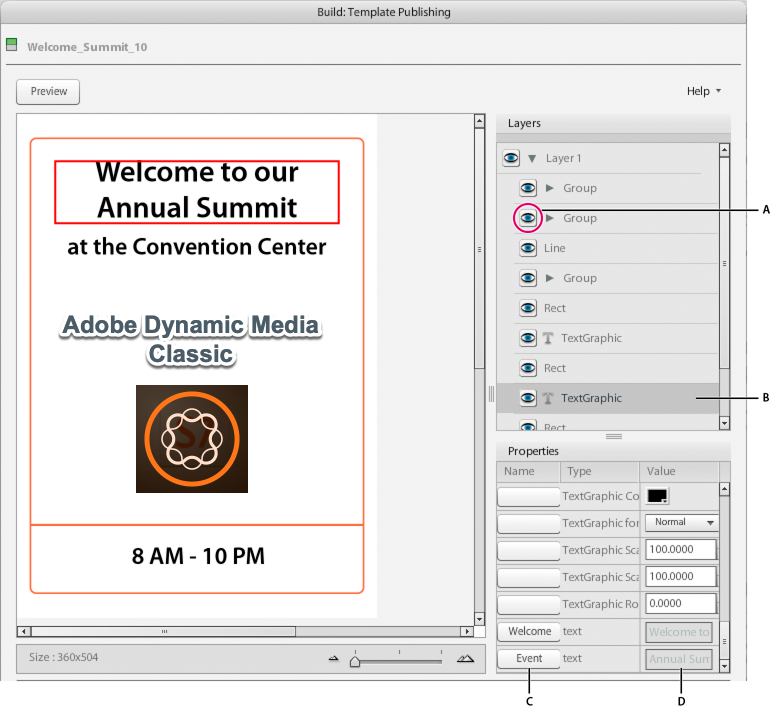 Build: Template Publishing
Welcome_Summit_10
Preview
Help
Welcome to our
Annual Summit
at the Convention Center
Adobe Dynamic Media
Classic
8 AM - 10 PM
Size : 360x504
Layers
Layer 1
Group
Group
A
Line
Group
Rect
TextGraphic
Rect
TextGraphic
B
Rect
Properties
Name Type Value
TextGraphic Co
TextGraphic for Normal
TextGraphic Sca 100.0000
TextGraphic Sca 100.0000
TextGraphic Ro 0.0000
Welcome text Welcome to
Event text Annual Sum
C D